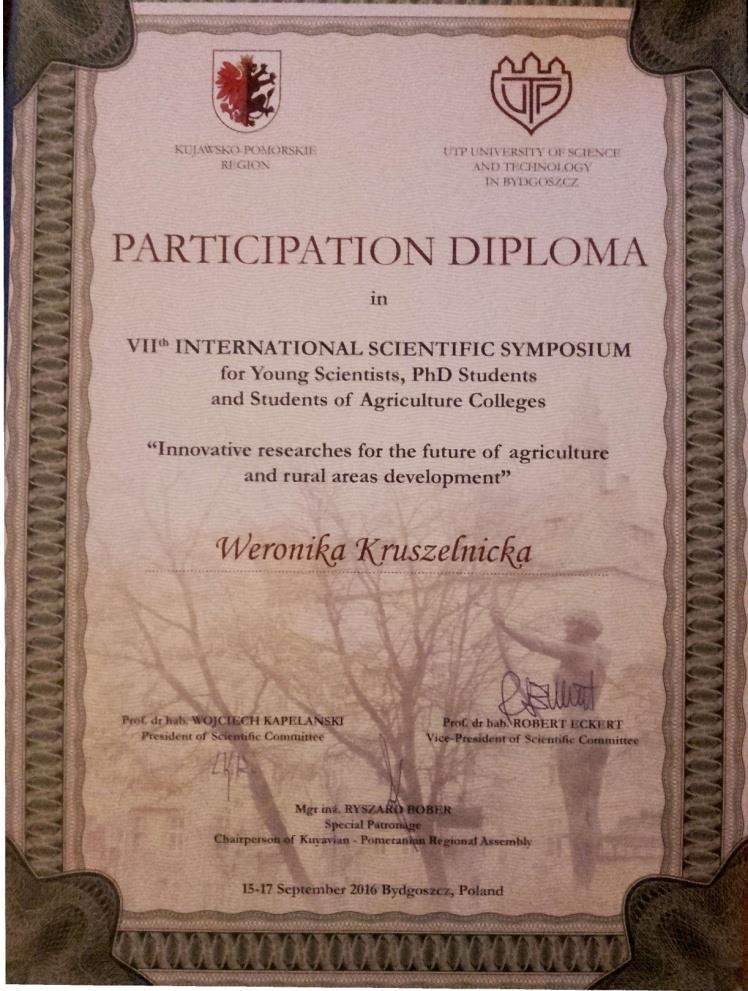 KUJAWSKO-POMORSKIE
REGION
UTP
UTP UNIVERSITY OF SCIENCE
AND TECHNOLOGY
IN BYDGOSZCZ
PARTICIPATION DIPLOMA
in
VIIth INTERNATIONAL SCIENTIFIC SYMPOSIUM
for Young Scientists, PhD Students
and Students of Agriculture Colleges
“Innovative researches for the future of agriculture
and rural areas development”
Weronika Kruszelnicka
Prof. dr hab. WOJCIECH KAPELAŃSKI
President of Scientific Committee
Prof. dr hab. ROBERT ECKERT
Vice-President of Scientific Committee
Mgr inż. RYSZARD BOBER
Special Patronage
Chairperson of Kuyavian - Pomeranian Regional Assembly
15-17 September 2016 Bydgoszcz, Poland